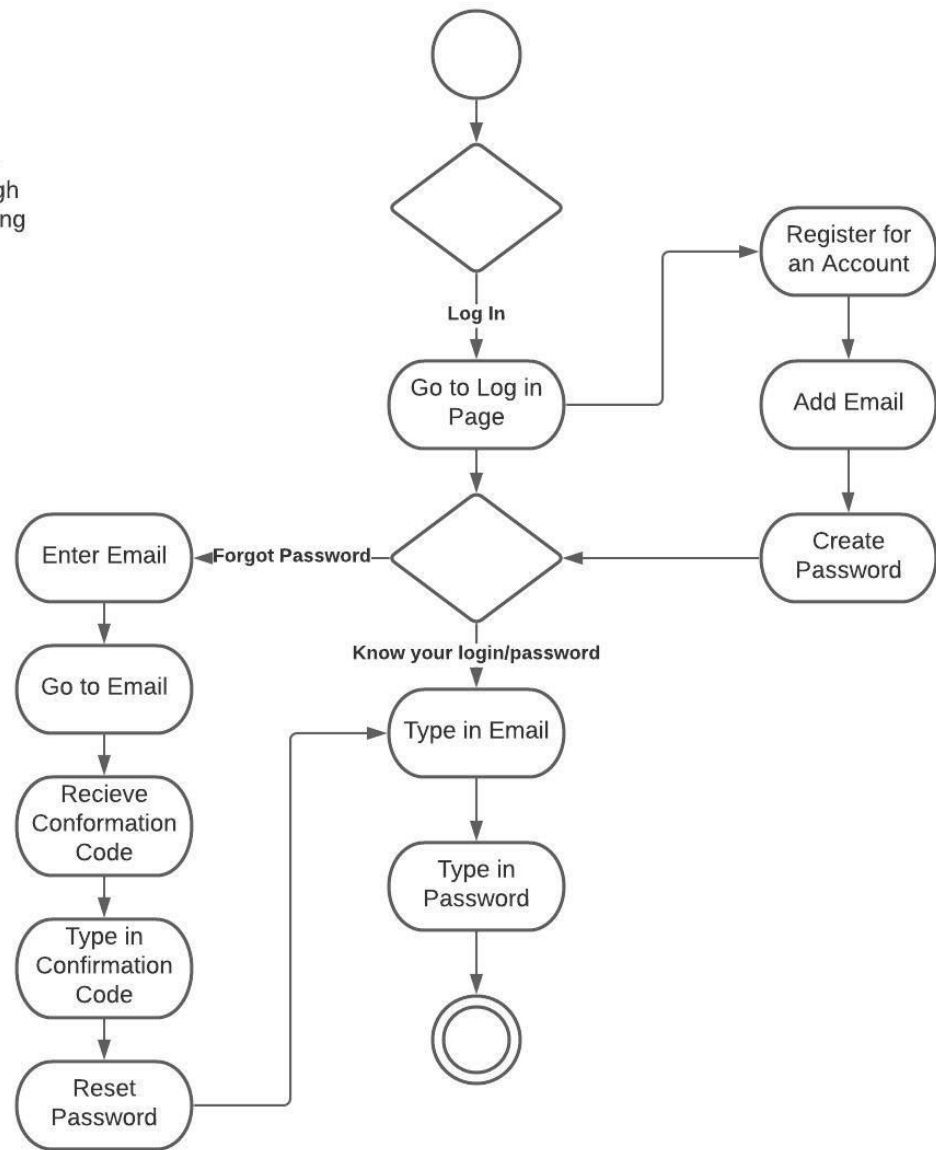 gh
ng
Register for
an Account
Log In
Go to Log in
Page
Add Email
Enter Email
Forgot Password
Create
Password
Know your login/password
Go to Email
Type in Email
Recieve
Conformation
Code
Type in
Password
Type in
Confirmation
Code
Reset
Password